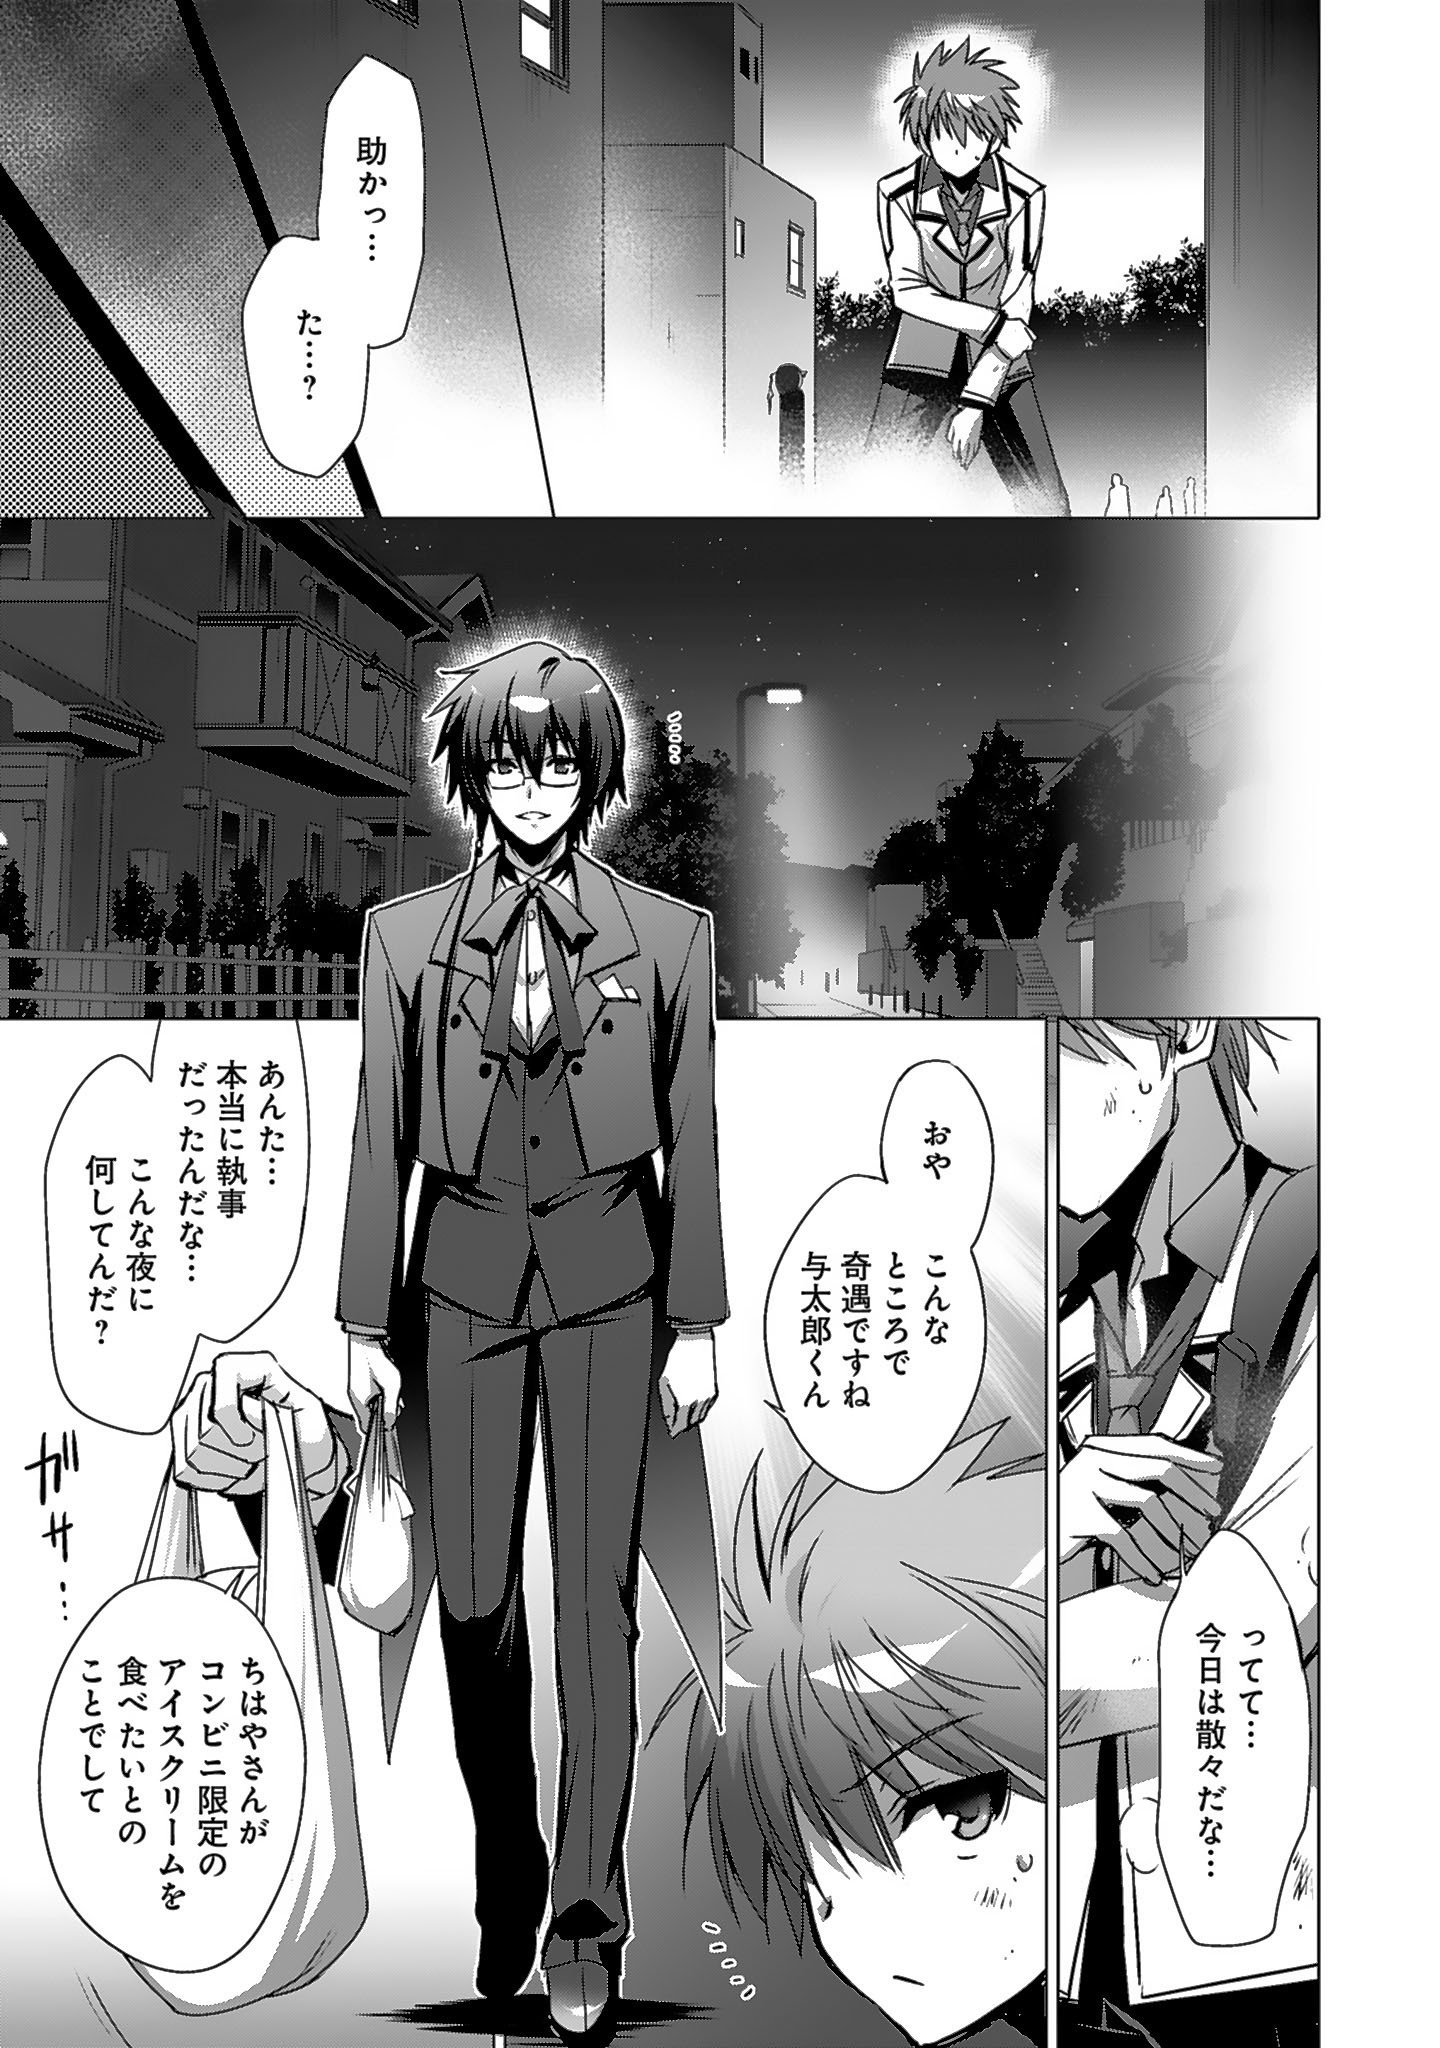 助かっ…
た…?
ってて…
今日は散々だな…
おや
こんな
ところで
奇遇ですね
与太郎くん
あんた…
本当に執事
だったんだな…
こんな夜に
何してんだ?
ガサ…
ちはやさんが
コンビニ限定の
アイスクリームを
食べたいとの
ことでして